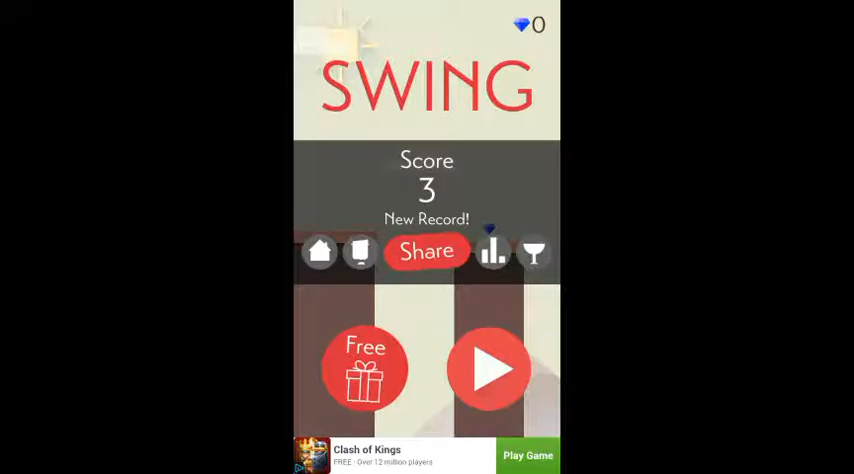 0
SWING
Score
3
New Record!
Share
Free
Clash of Kings
FREE · Over 12 million players
Play Game